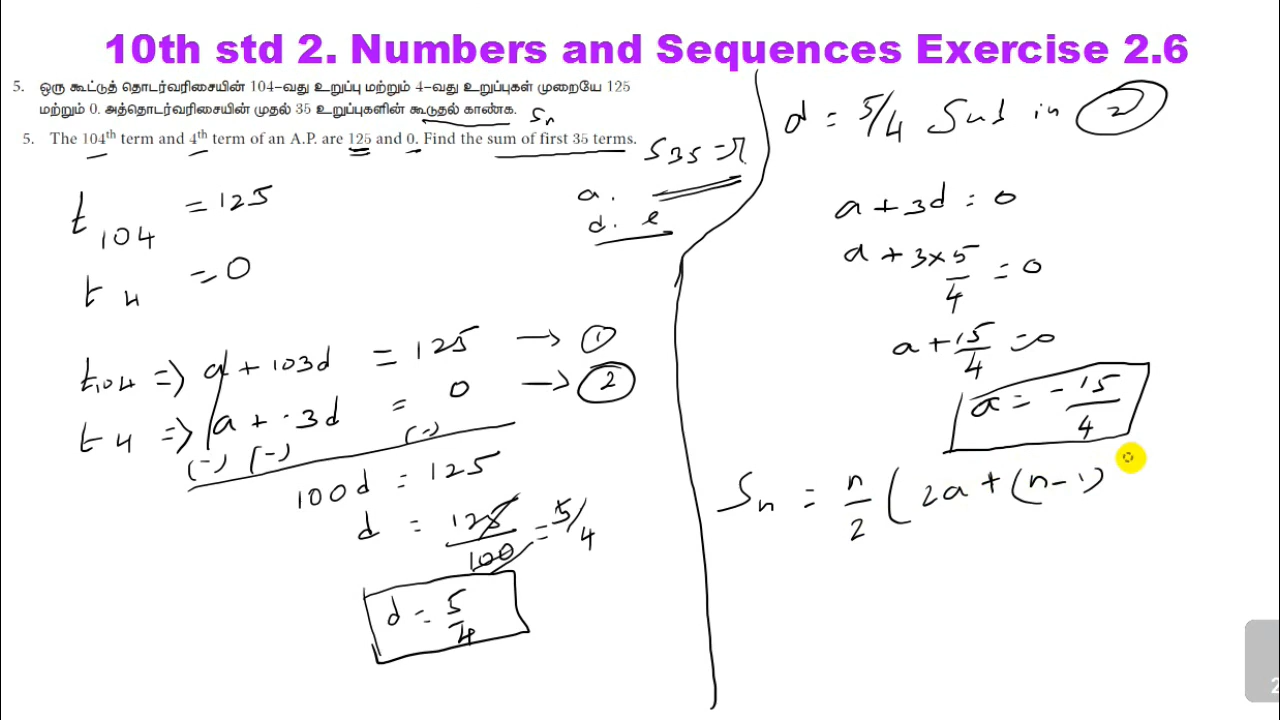 10th std 2. Numbers and Sequences Exercise 2.6
5. ஒரு கூட்டுத் தொடர்வரிசையின் 104–வது உறுப்பு மற்றும் 4–வது உறுப்புகள் முறையே 125
மற்றும் 0. அத்தொடர்வரிசையின் முதல் 35 உறுப்புகளின் கூடுதல் காண்க.
Sn
5. The 104th term and 4th term of an A.P. are 125 and 0. Find the sum of first 35 terms.
S35 = ?
a.
d. l
t104 = 125
t4 = 0
t104 => a + 103d = 125 → ①
t4 => a + 3d = 0 → ②
(-) (-) (-)
100d = 125
d = 125/100 = 5/4
d = 5/4
d = 5/4 Sub in ②
a + 3d = 0
a + 3×5/4 = 0
a + 15/4 = 0
a = -15/4
Sn = n/2 (2a + (n-1)
2